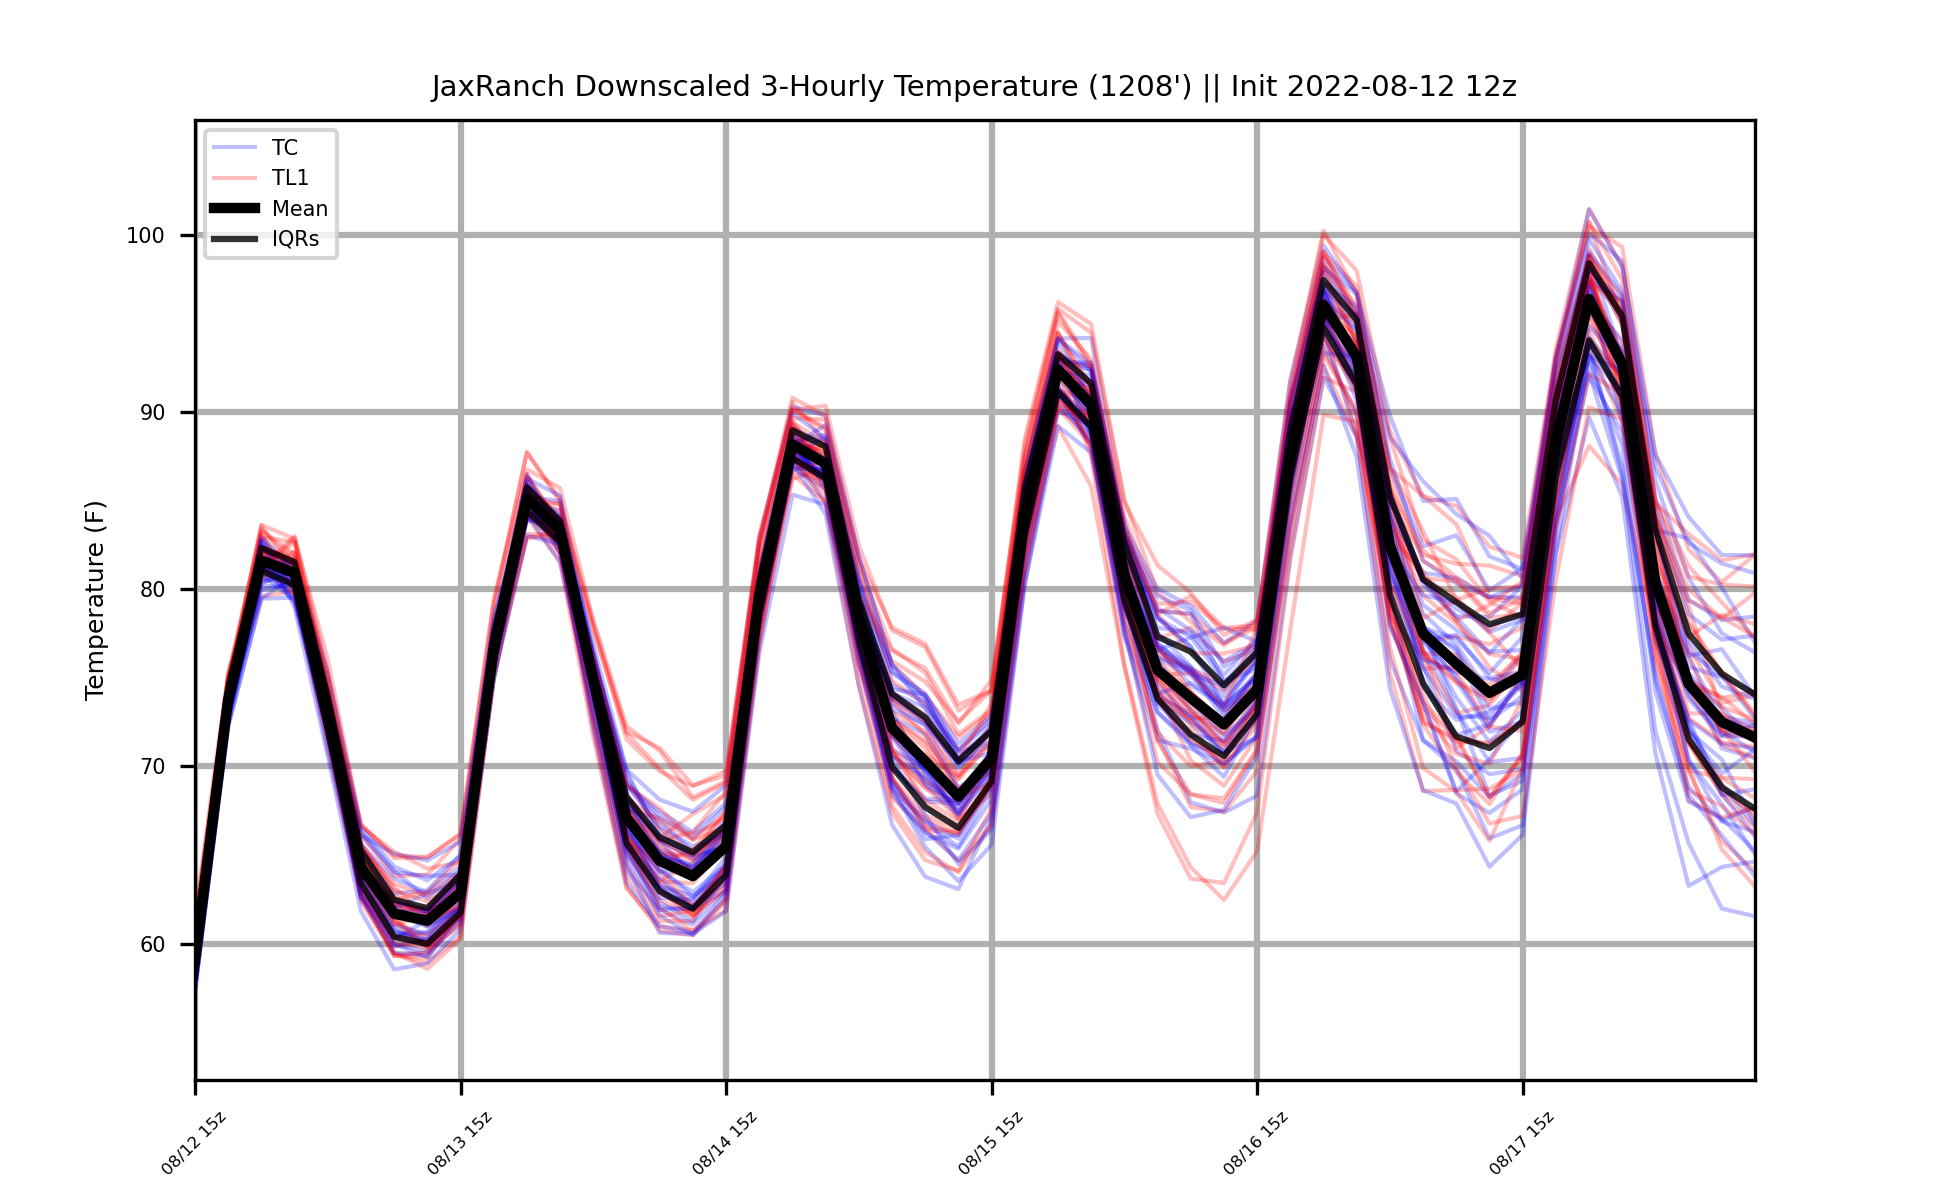 JaxRanch Downscaled 3-Hourly Temperature (1208') || Init 2022-08-12 12z
TC
TL1
Mean
IQRs
Temperature (F)
100
90
80
70
60
08/12 15z
08/13 15z
08/14 15z
08/15 15z
08/16 15z
08/17 15z